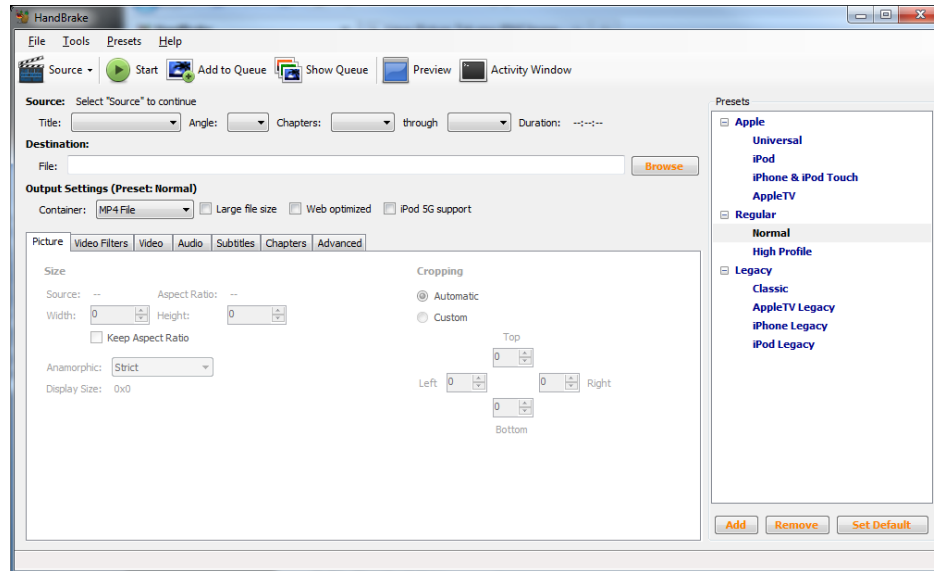 HandBrake
File Tools Presets Help
Source Start Add to Queue Show Queue Preview Activity Window
Source: Select "Source" to continue
Title: Angle: Chapters: through Duration: --:--:--
Destination:
File: Browse
Output Settings (Preset: Normal)
Container: MP4 File Large file size Web optimized iPod 5G support
Picture Video Filters Video Audio Subtitles Chapters Advanced
Size
Source: -- Aspect Ratio: --
Width: 0 Height: 0
Keep Aspect Ratio
Anamorphic: Strict
Display Size: 0x0
Cropping
Automatic
Custom
Top
0
Left 0 0 Right
0
Bottom
Presets
Apple
Universal
iPod
iPhone & iPod Touch
AppleTV
Regular
Normal
High Profile
Legacy
Classic
AppleTV Legacy
iPhone Legacy
iPod Legacy
Add Remove Set Default